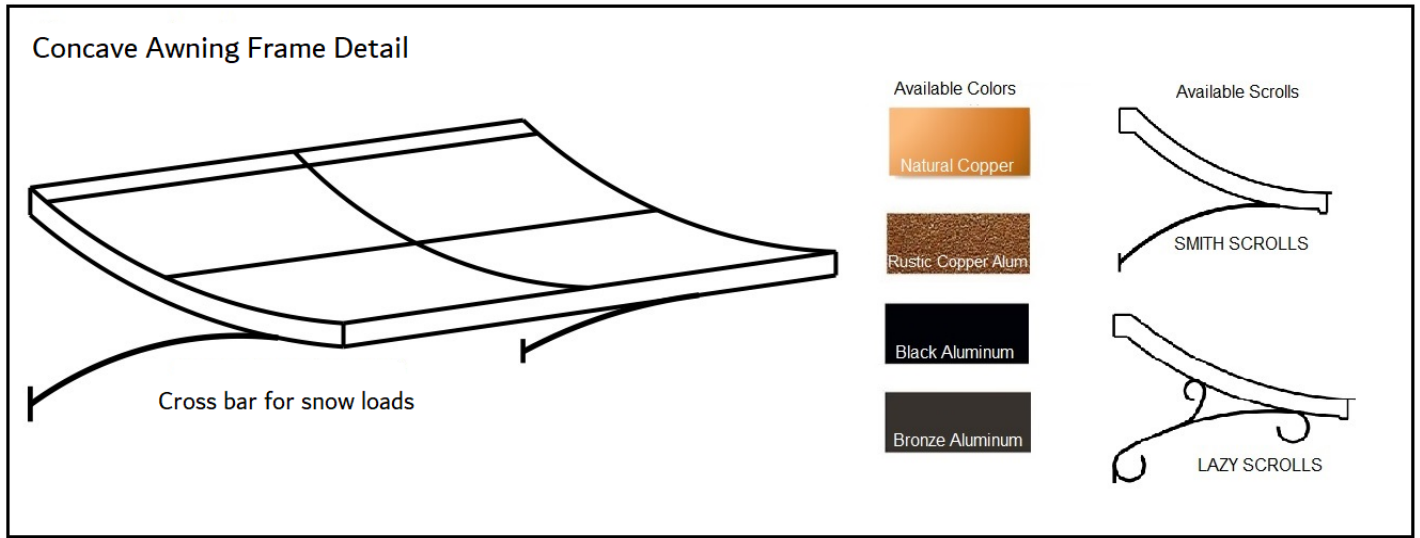 Concave Awning Frame Detail
Cross bar for snow loads
Available Colors
Natural Copper
Rustic Copper Alum
Black Aluminum
Bronze Aluminum
Available Scrolls
SMITH SCROLLS
LAZY SCROLLS